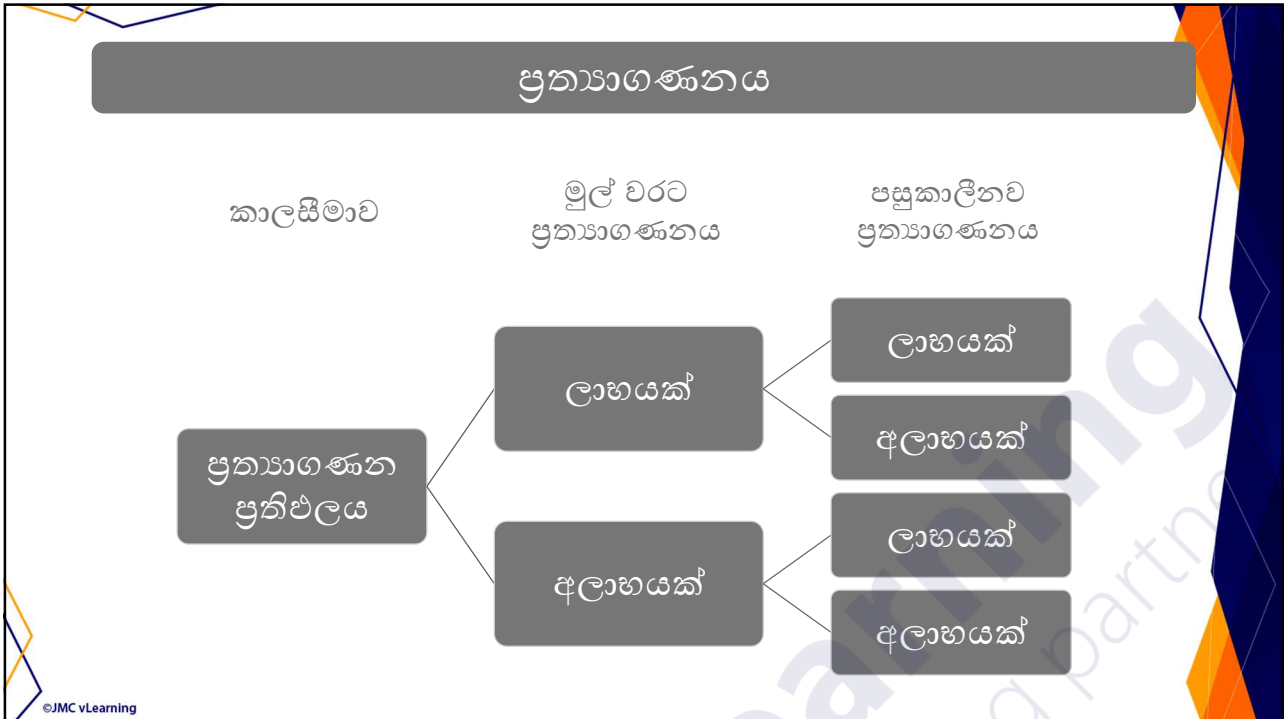 ප්‍රත්‍යාගණනය
කාලසීමාව
මුල් වරට
ප්‍රත්‍යාගණනය
පසුකාලීනව
ප්‍රත්‍යාගණනය
ප්‍රත්‍යාගණන
ප්‍රතිඵලය
ලාභයක්
අලාභයක්
ලාභයක්
අලාභයක්
ලාභයක්
අලාභයක්
©JMC vLearning